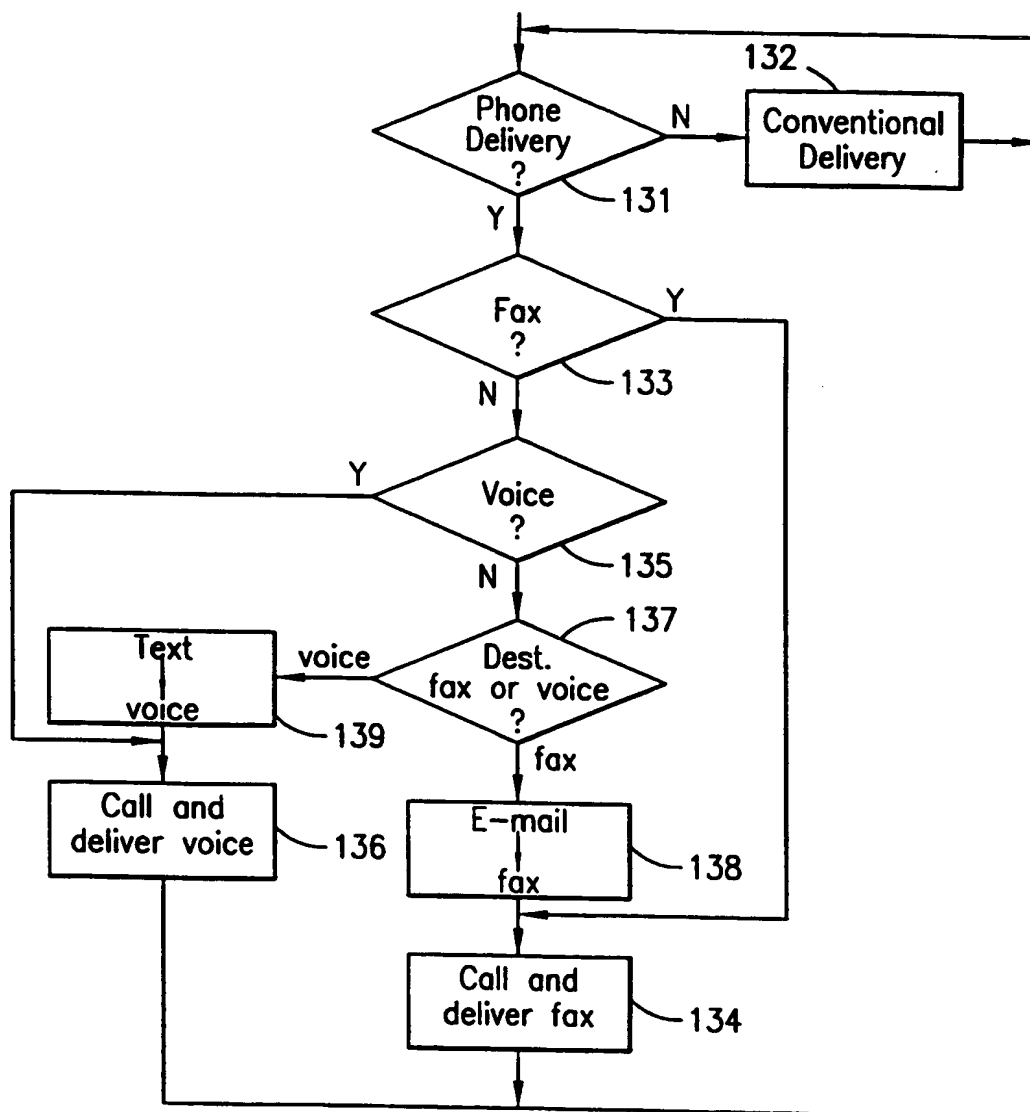 132
Phone
Delivery
?
N
Conventional
Delivery
131
Y
Fax
?
Y
133
N
Y
Voice
?
135
N
137
Dest.
fax or voice
?
voice
Text
voice
139
fax
Call and
deliver voice
136
E-mail
fax
138
Call and
deliver fax
134